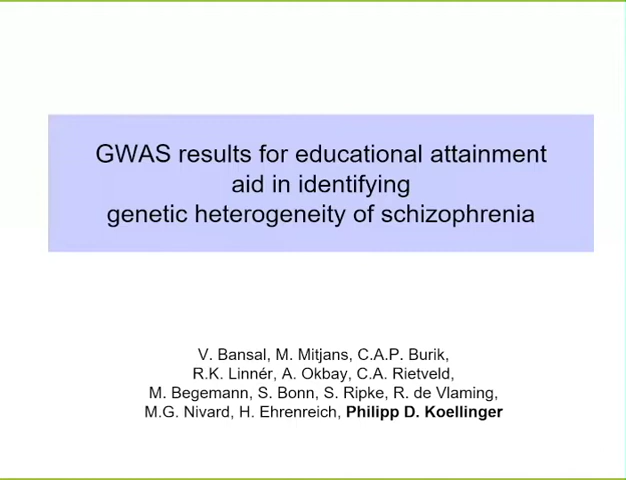 GWAS results for educational attainment
aid in identifying
genetic heterogeneity of schizophrenia
V. Bansal, M. Mitjans, C.A.P. Burik,
R.K. Linnér, A. Okbay, C.A. Rietveld,
M. Begemann, S. Bonn, S. Ripke, R. de Vlaming,
M.G. Nivard, H. Ehrenreich, Philipp D. Koellinger